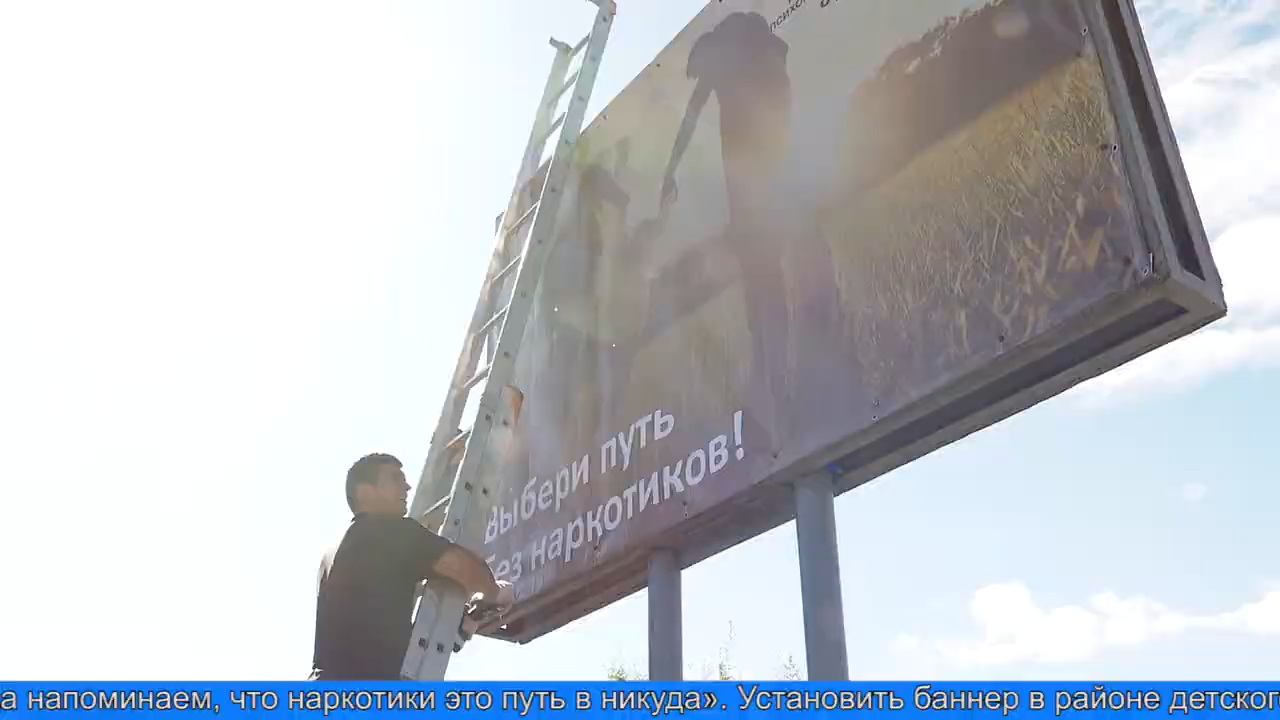 Выбери путь
без наркотиков!
а напоминаем, что наркотики это путь в никуда». Установить баннер в районе детског